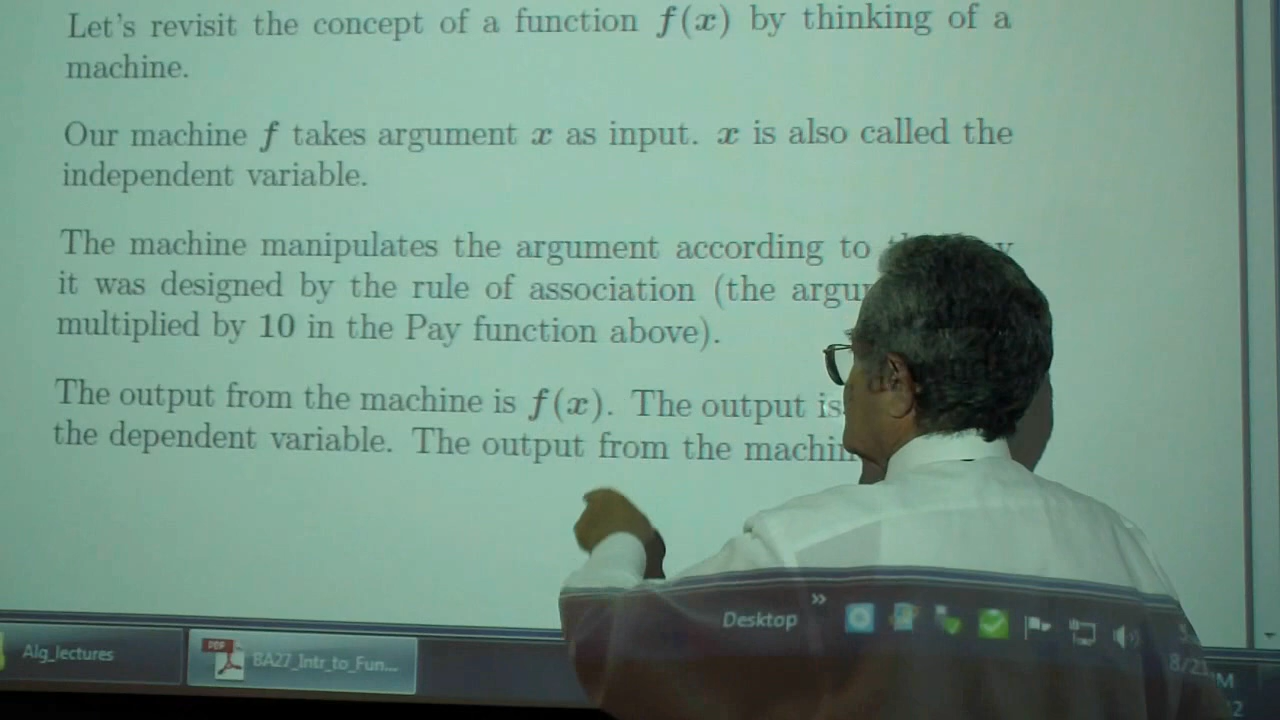 Let's revisit the concept of a function f(x) by thinking of a
machine.
Our machine f takes argument x as input. x is also called the
independent variable.
The machine manipulates the argument according to
it was designed by the rule of association (the argu
multiplied by 10 in the Pay function above).
The output from the machine is f(x). The output is
the dependent variable. The output from the machin
Desktop »
Alg_lectures
PDF
BA27_Intr_to_Fun...